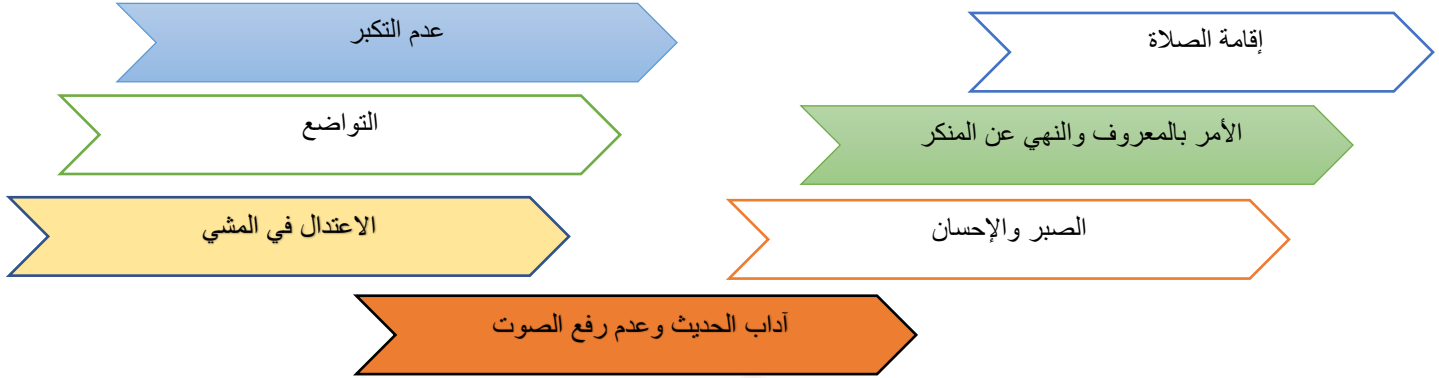 إقامة الصلاة
عدم التكبر
الأمر بالمعروف والنهي عن المنكر
التواضع
الصبر والإحسان
الاعتدال في المشي
آداب الحديث وعدم رفع الصوت